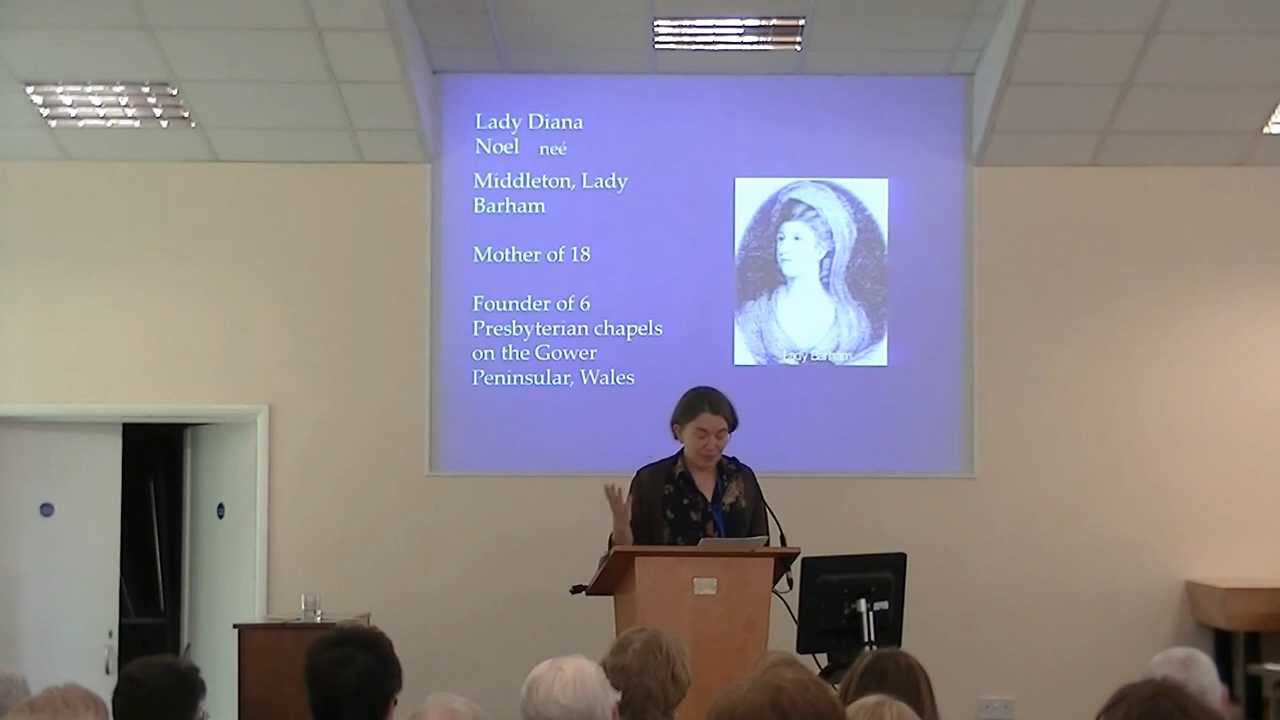 Lady Diana
Noel neé
Middleton, Lady
Barham
Mother of 18
Founder of 6
Presbyterian chapels
on the Gower
Peninsular, Wales
Lady Barham